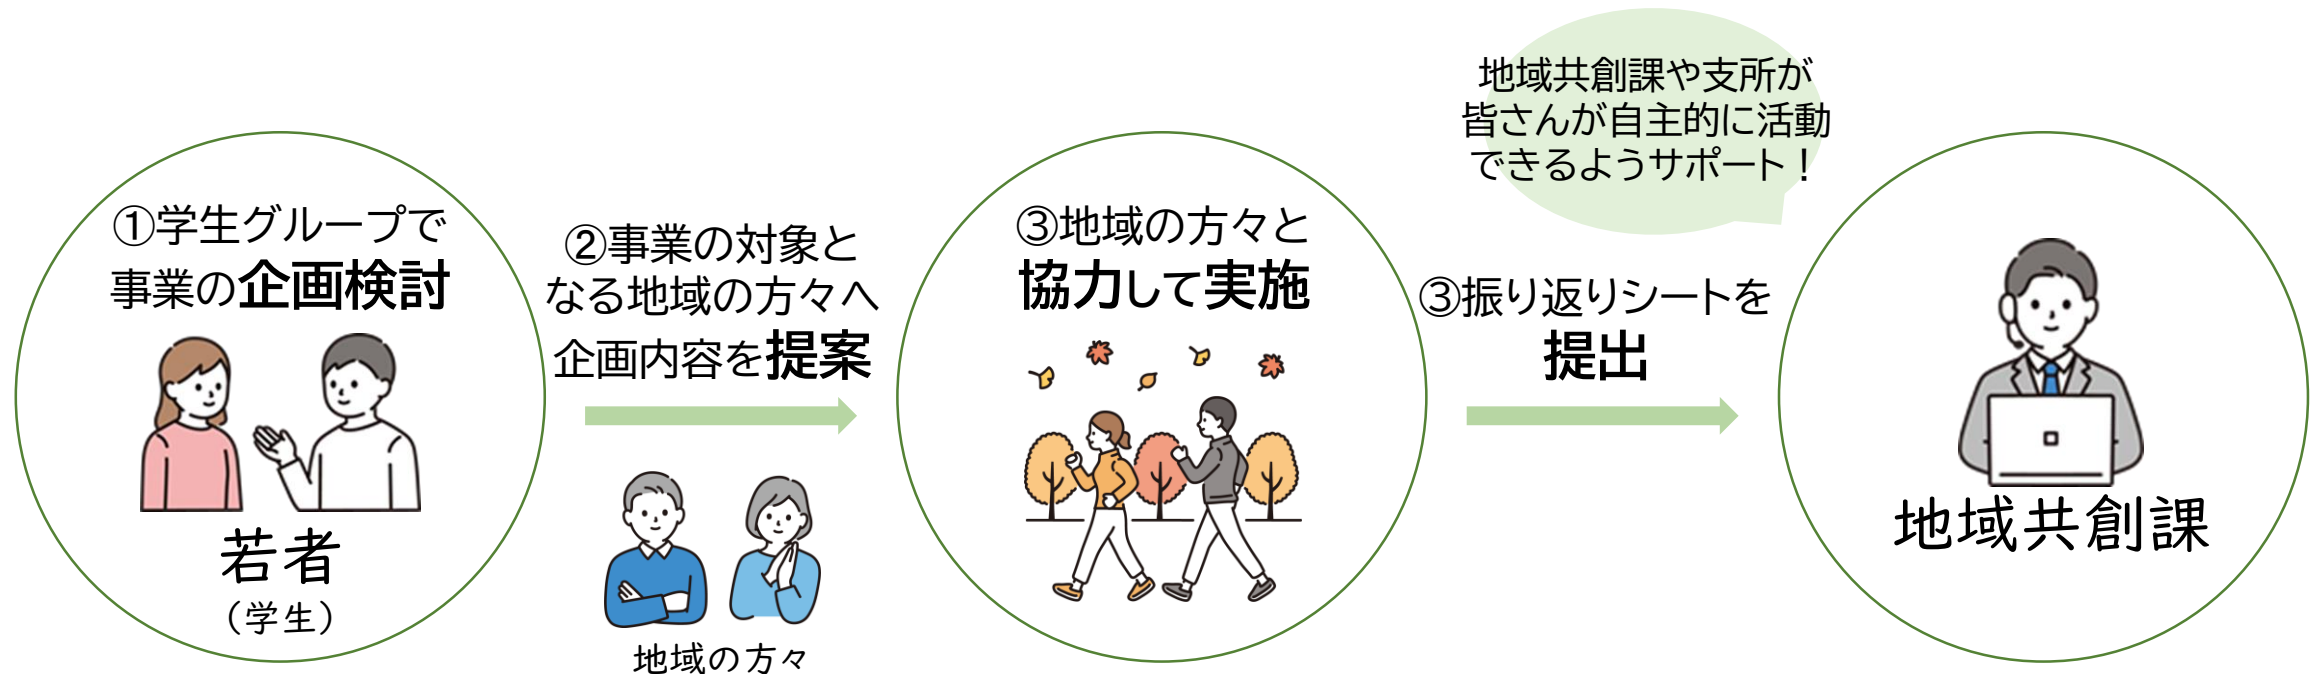 ①学生グループで
事業の企画検討
若者
（学生）
②事業の対象と
なる地域の方々へ
企画内容を提案
地域の方々
③地域の方々と
協力して実施
③振り返りシートを
提出
地域共創課や支所が
皆さんが自主的に活動
できるようサポート！
地域共創課